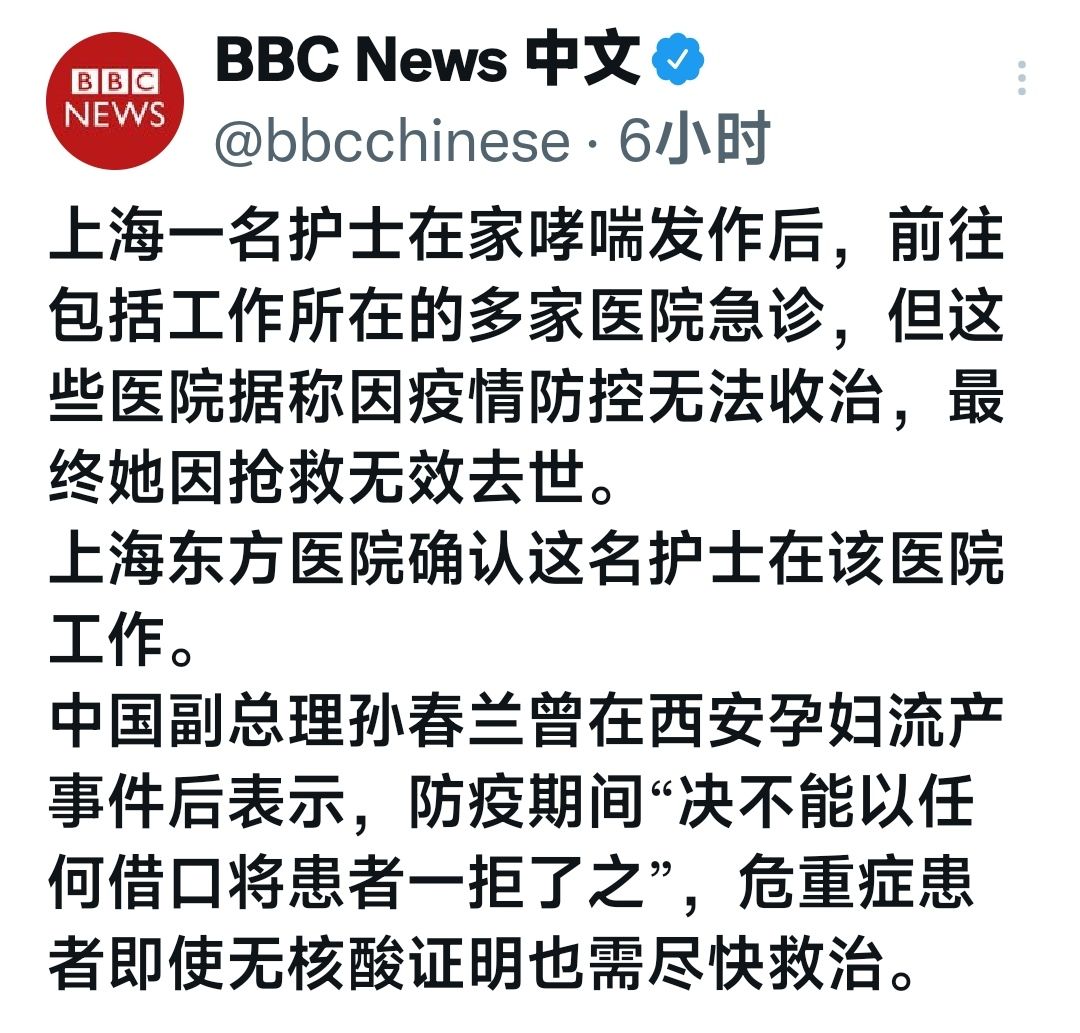 BBC
NEWS
BBC News 中文
@bbcchinese · 6小时
上海一名护士在家哮喘发作后，前往
包括工作所在的多家医院急诊，但这
些医院据称因疫情防控无法收治，最
终她因抢救无效去世。
上海东方医院确认这名护士在该医院
工作。
中国副总理孙春兰曾在西安孕妇流产
事件后表示，防疫期间“决不能以任
何借口将患者一拒了之”，危重症患
者即使无核酸证明也需尽快救治。